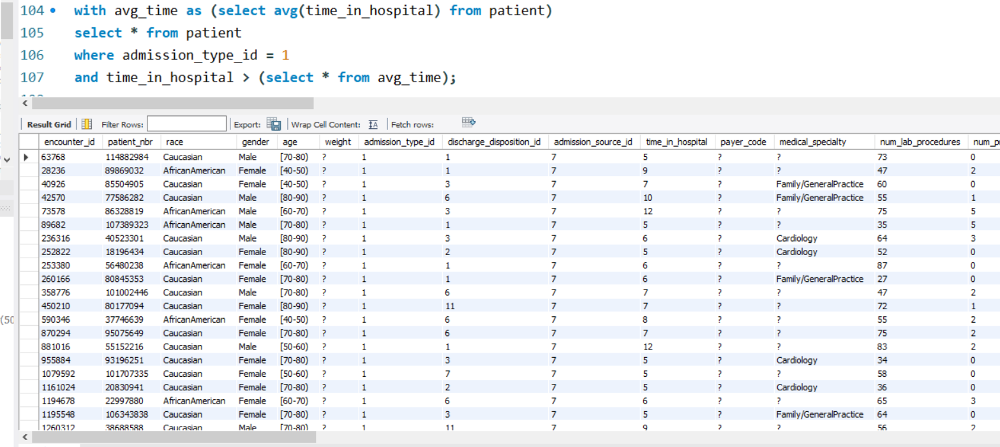 104 with avg_time as (select avg(time_in_hospital) from patient)
105 select * from patient
106 where admission_type_id = 1
107 and time_in_hospital > (select * from avg_time);
Result Grid Filter Rows: Export: Wrap Cell Content: Fetch rows:
encounter_id patient_nbr race gender age weight admission_type_id discharge_disposition_id admission_source_id time_in_hospital payer_code medical_specialty num_lab_procedures
63768 114882984 Caucasian Male [70-80) ? 1 1 7 5 ? ? 73 0
28236 89869032 AfricanAmerican Female [40-50) ? 1 1 7 9 ? ? 47 2
40926 85504905 Caucasian Female [40-50) ? 1 3 7 7 ? Family/GeneralPractice 60 0
42570 77586282 Caucasian Male [80-90) ? 1 6 7 10 ? Family/GeneralPractice 55 1
73578 86328819 AfricanAmerican Male [60-70) ? 1 3 7 12 ? ? 75 5
89682 107389323 AfricanAmerican Male [70-80) ? 1 1 7 5 ? ? 35 5
236316 40523301 Caucasian Male [80-90) ? 1 3 7 6 ? Cardiology 64 3
252822 18196434 Caucasian Female [80-90) ? 1 2 7 5 ? Cardiology 52 0
253380 56480238 AfricanAmerican Female [60-70) ? 1 1 7 6 ? ? 87 0
260166 80845353 Caucasian Female [70-80) ? 1 1 7 6 ? Family/GeneralPractice 27 0
358776 101002446 Caucasian Male [70-80) ? 1 6 7 7 ? ? 47 2
450210 80177094 Caucasian Female [80-90) ? 1 11 7 7 ? ? 72 1
590346 37746639 AfricanAmerican Female [40-50) ? 1 6 7 8 ? ? 55 2
870294 95075649 Caucasian Female [70-80) ? 1 6 7 7 ? ? 75 2
881016 55152216 Caucasian Male [50-60) ? 1 1 7 12 ? ? 83 2
955884 93196251 Caucasian Female [70-80) ? 1 3 7 5 ? Cardiology 34 0
1079592 101707335 Caucasian Female [50-60) ? 1 7 7 5 ? ? 58 0
1161024 20830941 Caucasian Female [70-80) ? 1 2 7 5 ? Cardiology 36 0
1194678 22997880 AfricanAmerican Female [60-70) ? 1 6 7 6 ? ? 65 3
1195548 106343838 Caucasian Female [70-80) ? 1 3 7 5 ? Family/GeneralPractice 64 0
1260312 38688588 Caucasian Male [70-80) ? 1 11 7 9 ? ? 56 2